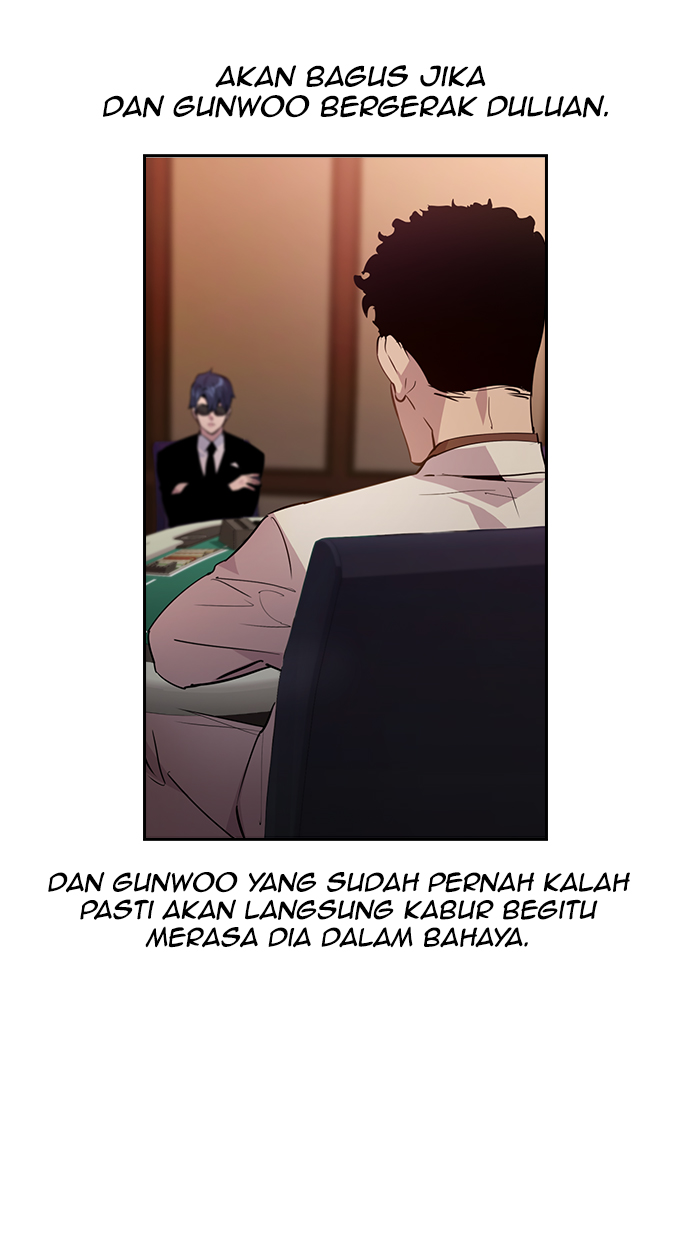 AKAN BAGUS JIKA
DAN GUNWOO BERGERAK DULUAN.
DAN GUNWOO YANG SUDAH PERNAH KALAH
PASTI AKAN LANGSUNG KABUR BEGITU
MERASA DIA DALAM BAHAYA.